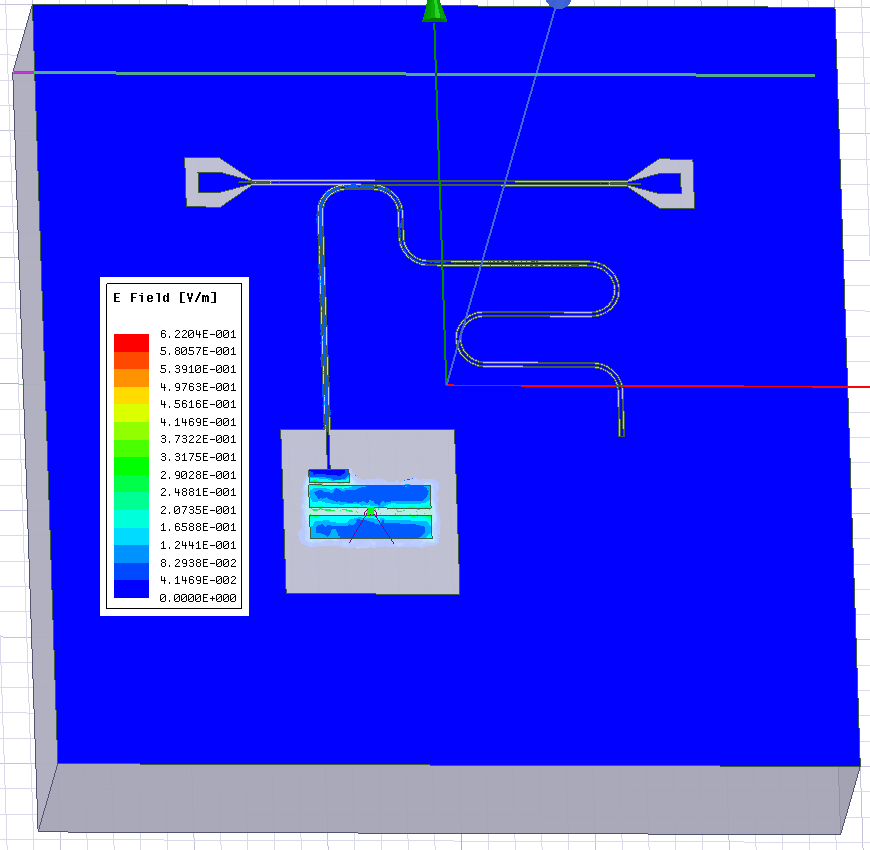 E Field [V/m]
6.2204E-001
5.8057E-001
5.3910E-001
4.9763E-001
4.5616E-001
4.1469E-001
3.7322E-001
3.3175E-001
2.9028E-001
2.4881E-001
2.0735E-001
1.6588E-001
1.2441E-001
8.2938E-002
4.1469E-002
0.0000E+000